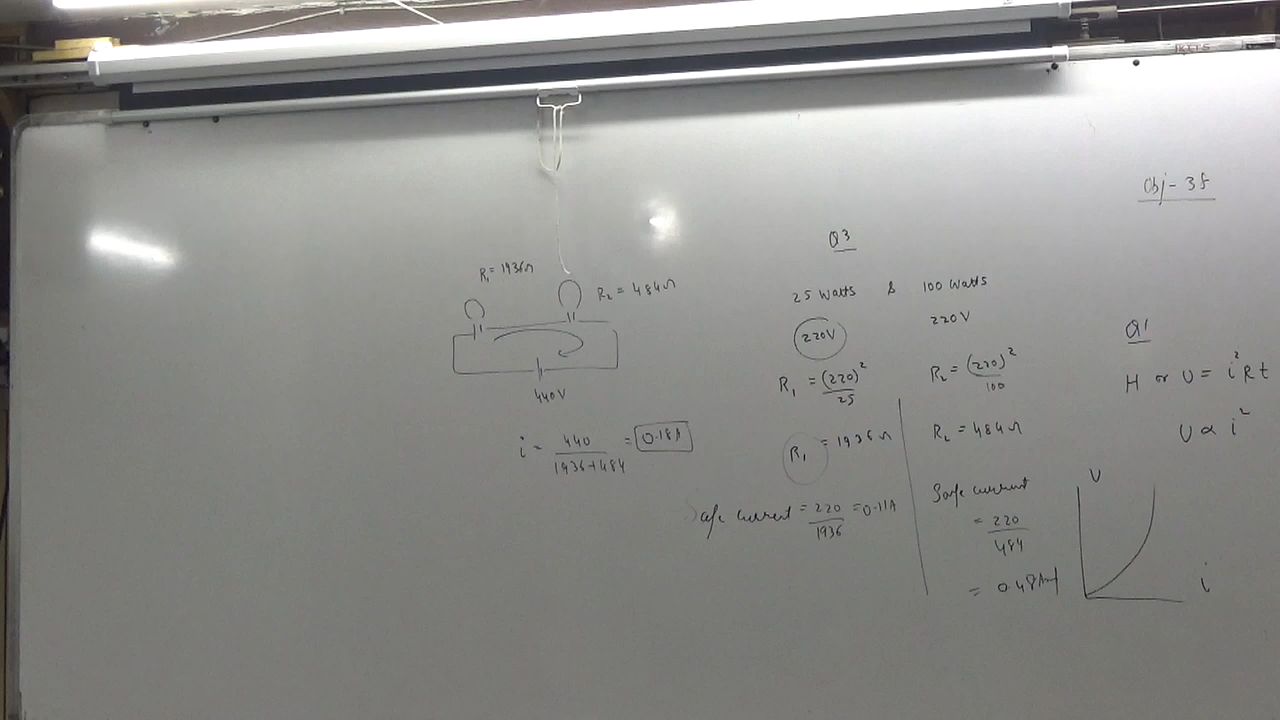 Obj - 3f
Q1
H or U = i²Rt
U ∝ i²
U
i
Q3
25 Watts & 100 Watts
220V 220V
R₁ = (220)²/25
R₂ = (220)²/100
R₁ = 1936Ω
R₂ = 484Ω
Safe current = 220/1936 = 0.11A
Safe current
= 220/484
= 0.48Amp
R₁ = 1936Ω
R₂ = 484Ω
440V
i = 440/1936+484 = 0.18A